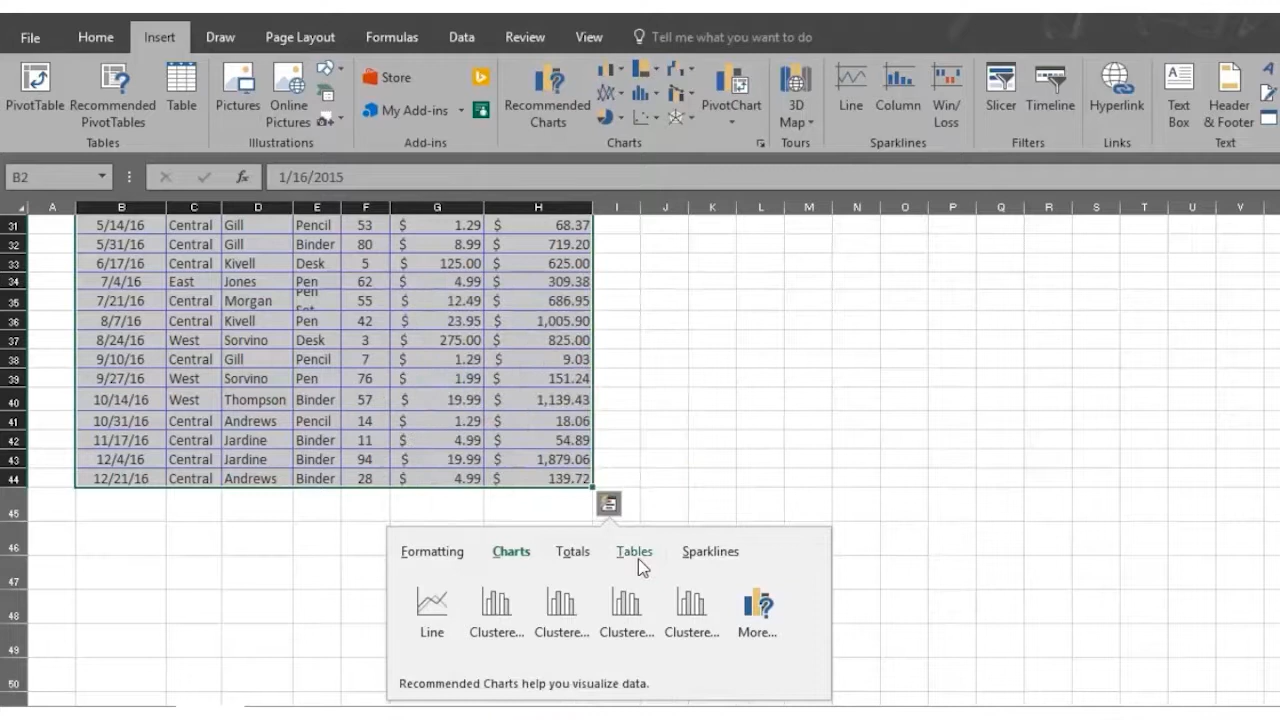 File Home Insert Draw Page Layout Formulas Data Review View Tell me what you want to do
PivotTable Recommended PivotTables Table
Tables
Pictures Online Pictures
Illustrations
Store
My Add-ins
Add-ins
Recommended Charts PivotChart
Charts
3D Map
Tours
Line Column Win/ Loss
Sparklines
Slicer Timeline
Filters
Hyperlink
Links
Text Box Header & Footer
Text
B2 fx 1/16/2015
A B C D E F G H I J K L M N O P Q R S T U V
31 5/14/16 Central Gill Pencil 53 $ 1.29 $ 68.37
32 5/31/16 Central Gill Binder 80 $ 8.99 $ 719.20
33 6/17/16 Central Kivell Desk 5 $ 125.00 $ 625.00
34 7/4/16 East Jones Pen 62 $ 4.99 $ 309.38
35 7/21/16 Central Morgan Pen Set 55 $ 12.49 $ 686.95
36 8/7/16 Central Kivell Pen 42 $ 23.95 $ 1,005.90
37 8/24/16 West Sorvino Desk 3 $ 275.00 $ 825.00
38 9/10/16 Central Gill Pencil 7 $ 1.29 $ 9.03
39 9/27/16 West Sorvino Pen 76 $ 1.99 $ 151.24
40 10/14/16 West Thompson Binder 57 $ 19.99 $ 1,139.43
41 10/31/16 Central Andrews Pencil 14 $ 1.29 $ 18.06
42 11/17/16 Central Jardine Binder 11 $ 4.99 $ 54.89
43 12/4/16 Central Jardine Binder 94 $ 19.99 $ 1,879.06
44 12/21/16 Central Andrews Binder 28 $ 4.99 $ 139.72
45
46
47
48
49
50
Formatting Charts Totals Tables Sparklines
Line Clustere... Clustere... Clustere... Clustere... More...
Recommended Charts help you visualize data.